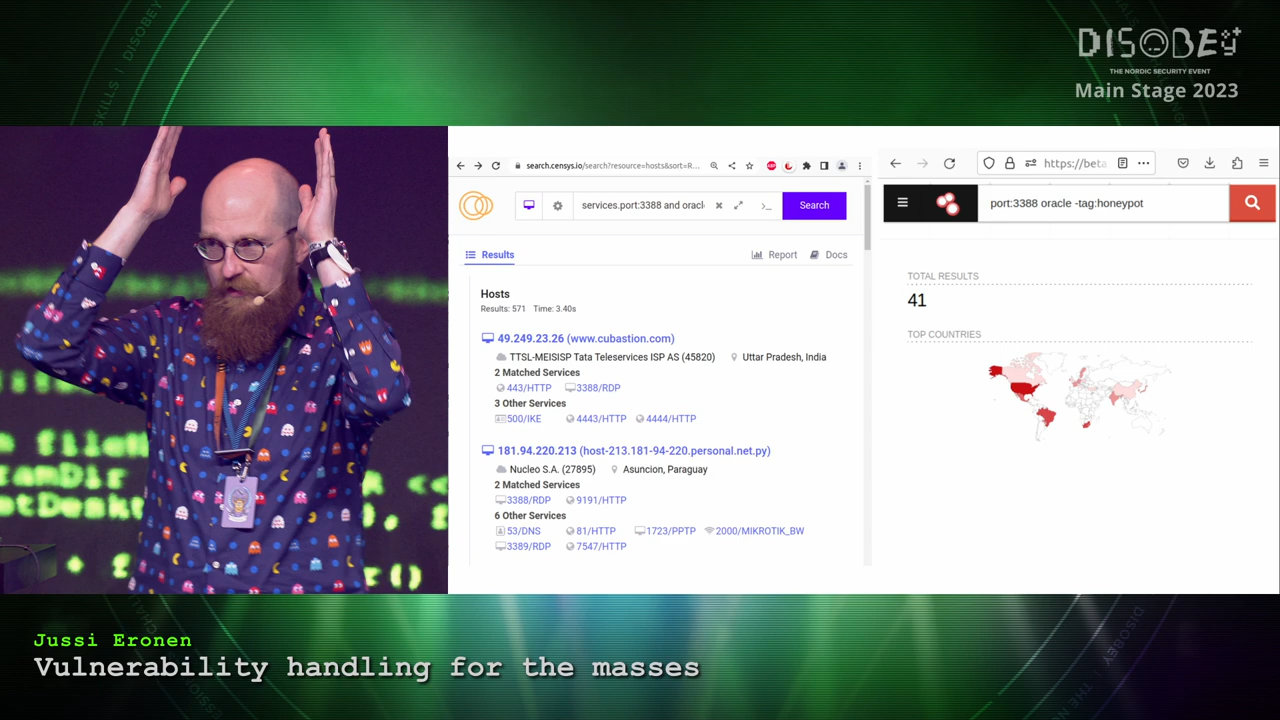 DISOBEY
THE NORDIC SECURITY EVENT
Main Stage 2023
SKILLS | DISOBEY
search.censys.io/search?resource=hosts&sort=R...
services.port:3388 and oracl
Search
Results
Report
Docs
Hosts
Results: 571 Time: 3.40s
49.249.23.26 (www.cubastion.com)
TTSL-MEISISP Tata Teleservices ISP AS (45820) Uttar Pradesh, India
2 Matched Services
443/HTTP 3388/RDP
3 Other Services
500/IKE 4443/HTTP 4444/HTTP
181.94.220.213 (host-213.181-94-220.personal.net.py)
Nucleo S.A. (27895) Asuncion, Paraguay
2 Matched Services
3388/RDP 9191/HTTP
6 Other Services
53/DNS 81/HTTP 1723/PPTP 2000/MIKROTIK_BW
3389/RDP 7547/HTTP
https://beta
port:3388 oracle -tag:honeypot
TOTAL RESULTS
41
TOP COUNTRIES
Jussi Eronen
Vulnerability handling for the masses